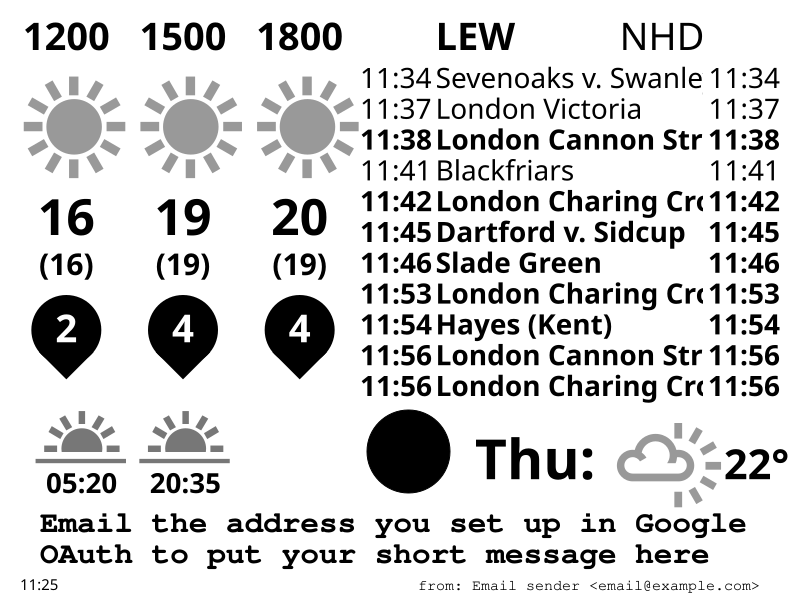 1200 1500 1800
16 19 20
(16) (19) (19)
2 4 4
05:20 20:35
LEW NHD
11:34 Sevenoaks v. Swanle 11:34
11:37 London Victoria 11:37
11:38 London Cannon Str 11:38
11:41 Blackfriars 11:41
11:42 London Charing Cro 11:42
11:45 Dartford v. Sidcup 11:45
11:46 Slade Green 11:46
11:53 London Charing Cro 11:53
11:54 Hayes (Kent) 11:54
11:56 London Cannon Str 11:56
11:56 London Charing Cro 11:56
Thu: 22°
Email the address you set up in Google
OAuth to put your short message here
11:25 from: Email sender <email@example.com>